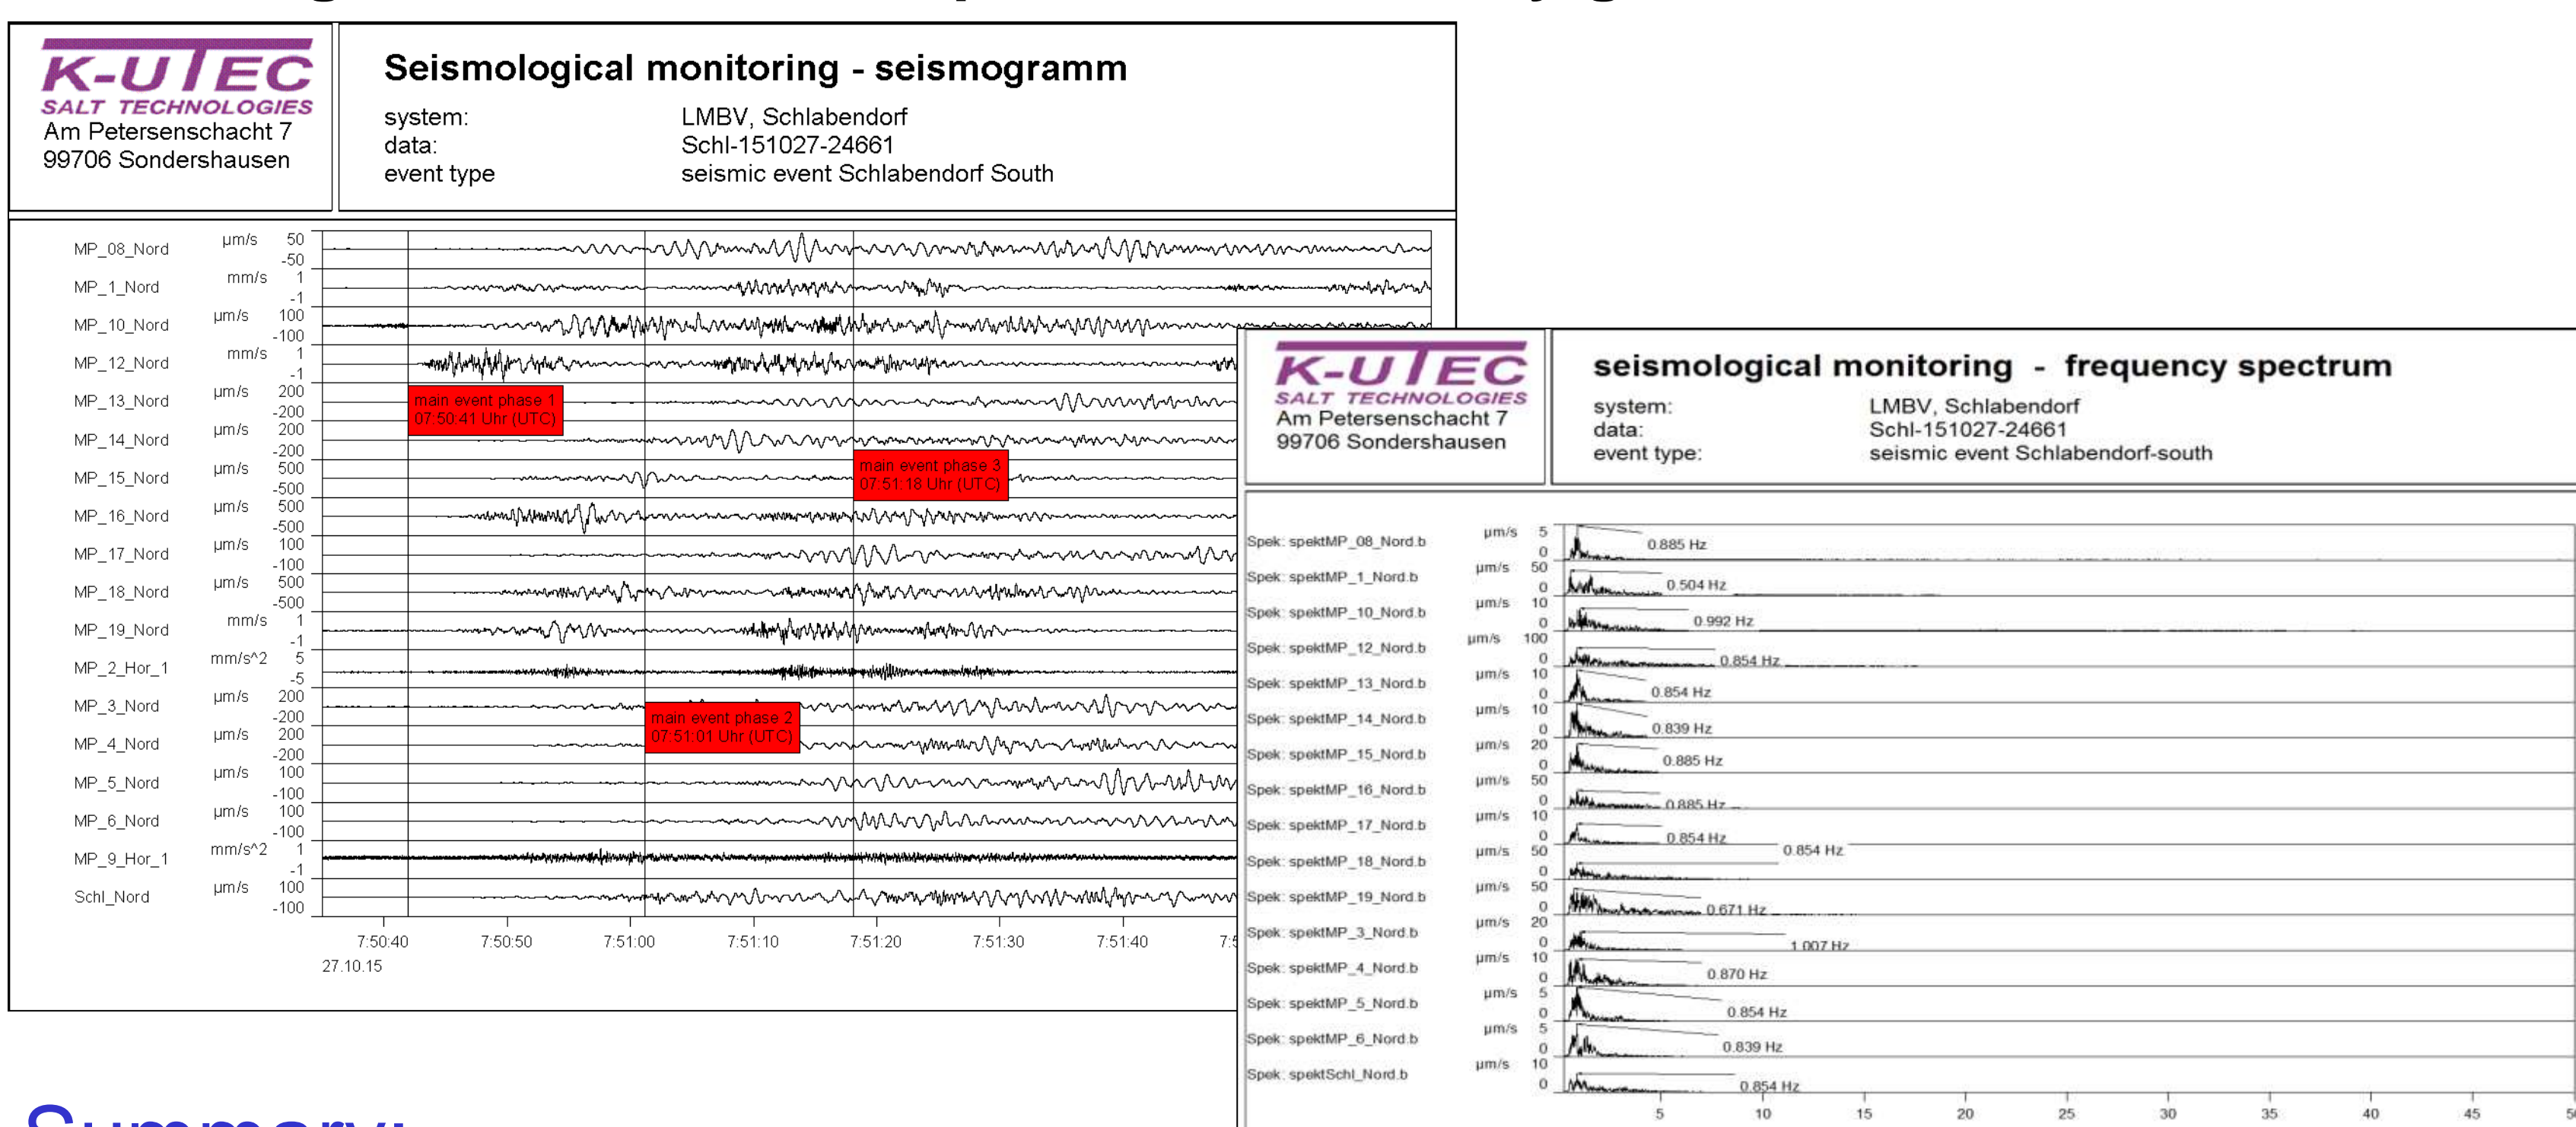 K-UTEC
SALT TECHNOLOGIES
Am Petersenschacht 7
99706 Sondershausen
Seismological monitoring - seismogramm
system: LMBV, Schlabendorf
data: Schl-151027-24661
event type seismic event Schlabendorf South
MP_08_Nord µm/s 50 -50
MP_1_Nord mm/s 1 -1
MP_10_Nord µm/s 100 -100
MP_12_Nord mm/s 1 -1
MP_13_Nord µm/s 200 -200
MP_14_Nord µm/s 200 -200
MP_15_Nord µm/s 500 -500
MP_16_Nord µm/s 500 -500
MP_17_Nord µm/s 100 -100
MP_18_Nord µm/s 500 -500
MP_19_Nord mm/s 1 -1
MP_2_Hor_1 mm/s^2 5 -5
MP_3_Nord µm/s 200 -200
MP_4_Nord µm/s 200 -200
MP_5_Nord µm/s 100 -100
MP_6_Nord µm/s 100 -100
MP_9_Hor_1 mm/s^2 1 -1
Schl_Nord µm/s 100 -100
main event phase 1
07:50:41 Uhr (UTC)
main event phase 3
07:51:18 Uhr (UTC)
main event phase 2
07:51:01 Uhr (UTC)
7:50:40 7:50:50 7:51:00 7:51:10 7:51:20 7:51:30 7:51:40
27.10.15
K-UTEC
SALT TECHNOLOGIES
Am Petersenschacht 7
99706 Sondershausen
seismological monitoring - frequency spectrum
system: LMBV, Schlabendorf
data: Schl-151027-24661
event type: seismic event Schlabendorf-south
Spek: spektMP_08_Nord.b µm/s 5 0 0.885 Hz
Spek: spektMP_1_Nord.b µm/s 50 0 0.504 Hz
Spek: spektMP_10_Nord.b µm/s 10 0 0.992 Hz
Spek: spektMP_12_Nord.b µm/s 100 0 0.854 Hz
Spek: spektMP_13_Nord.b µm/s 10 0 0.854 Hz
Spek: spektMP_14_Nord.b µm/s 10 0 0.839 Hz
Spek: spektMP_15_Nord.b µm/s 20 0 0.885 Hz
Spek: spektMP_16_Nord.b µm/s 50 0 0.885 Hz
Spek: spektMP_17_Nord.b µm/s 10 0 0.854 Hz
Spek: spektMP_18_Nord.b µm/s 50 0 0.854 Hz
Spek: spektMP_19_Nord.b µm/s 50 0 0.671 Hz
Spek: spektMP_3_Nord.b µm/s 20 0 1.007 Hz
Spek: spektMP_4_Nord.b µm/s 10 0 0.870 Hz
Spek: spektMP_5_Nord.b µm/s 5 0 0.854 Hz
Spek: spektMP_6_Nord.b µm/s 5 0 0.839 Hz
Spek: spektSchl_Nord.b µm/s 10 0 0.854 Hz
5 10 15 20 25 30 35 40 45
Summary: